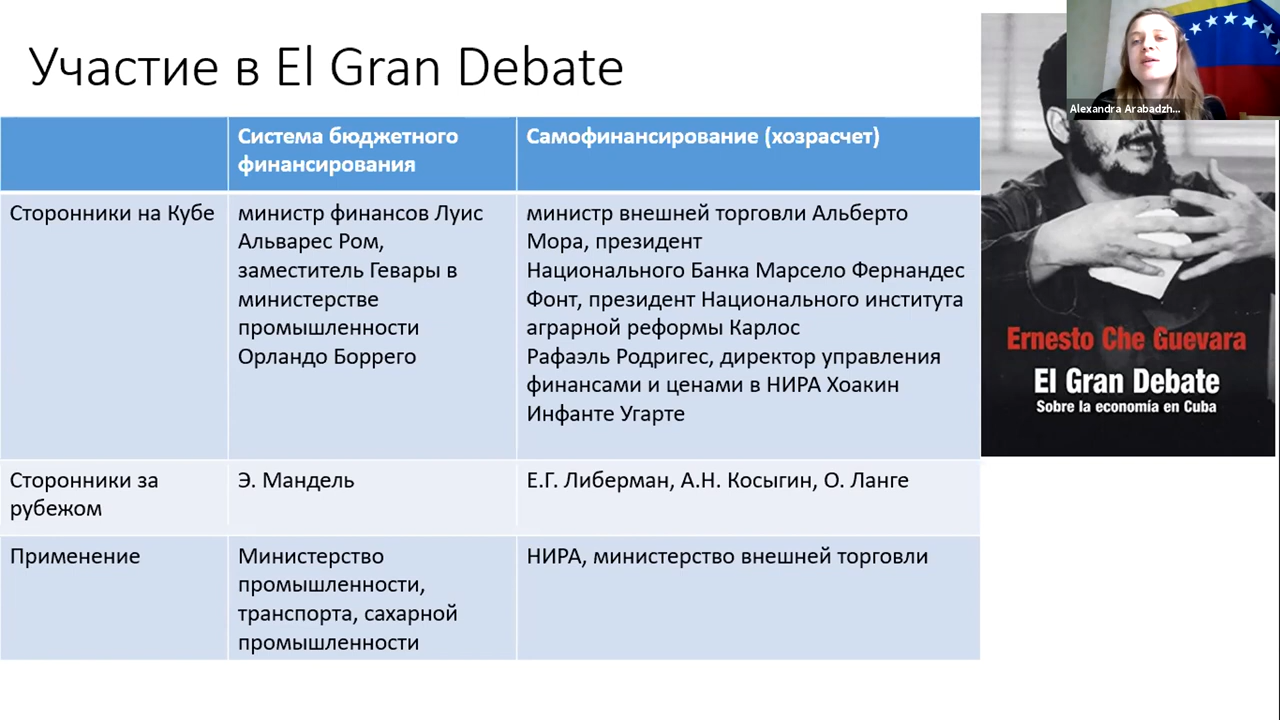 Участие в El Gran Debate
Alexandra Arabadzh...
Система бюджетного
финансирования
Самофинансирование (хозрасчет)
Сторонники на Кубе
министр финансов Луис
Альварес Ром,
заместитель Гевары в
министерстве
промышленности
Орландо Боррего
министр внешней торговли Альберто
Мора, президент
Национального Банка Марсело Фернандес
Фонт, президент Национального института
аграрной реформы Карлос
Рафаэль Родригес, директор управления
финансами и ценами в НИРА Хоакин
Инфанте Угарте
Сторонники за
рубежом
Э. Мандель
Е.Г. Либерман, А.Н. Косыгин, О. Ланге
Применение
Министерство
промышленности,
транспорта, сахарной
промышленности
НИРА, министерство внешней торговли
Ernesto Che Guevara
El Gran Debate
Sobre la economía en Cuba